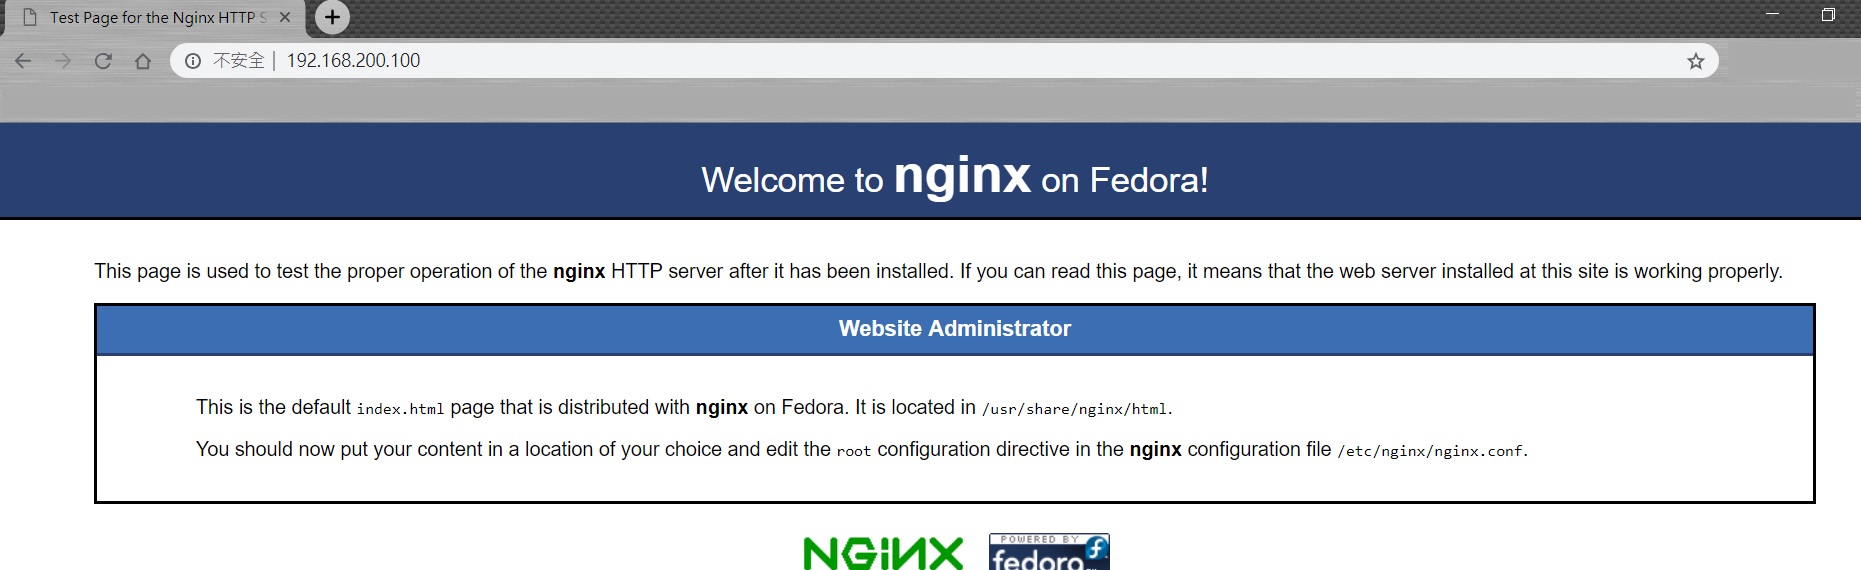 Test Page for the Nginx HTTP S
不安全 | 192.168.200.100
Welcome to nginx on Fedora!
This page is used to test the proper operation of the nginx HTTP server after it has been installed. If you can read this page, it means that the web server installed at this site is working properly.
Website Administrator
This is the default index.html page that is distributed with nginx on Fedora. It is located in /usr/share/nginx/html.
You should now put your content in a location of your choice and edit the root configuration directive in the nginx configuration file /etc/nginx/nginx.conf.
NGINX
POWERED BY
fedora